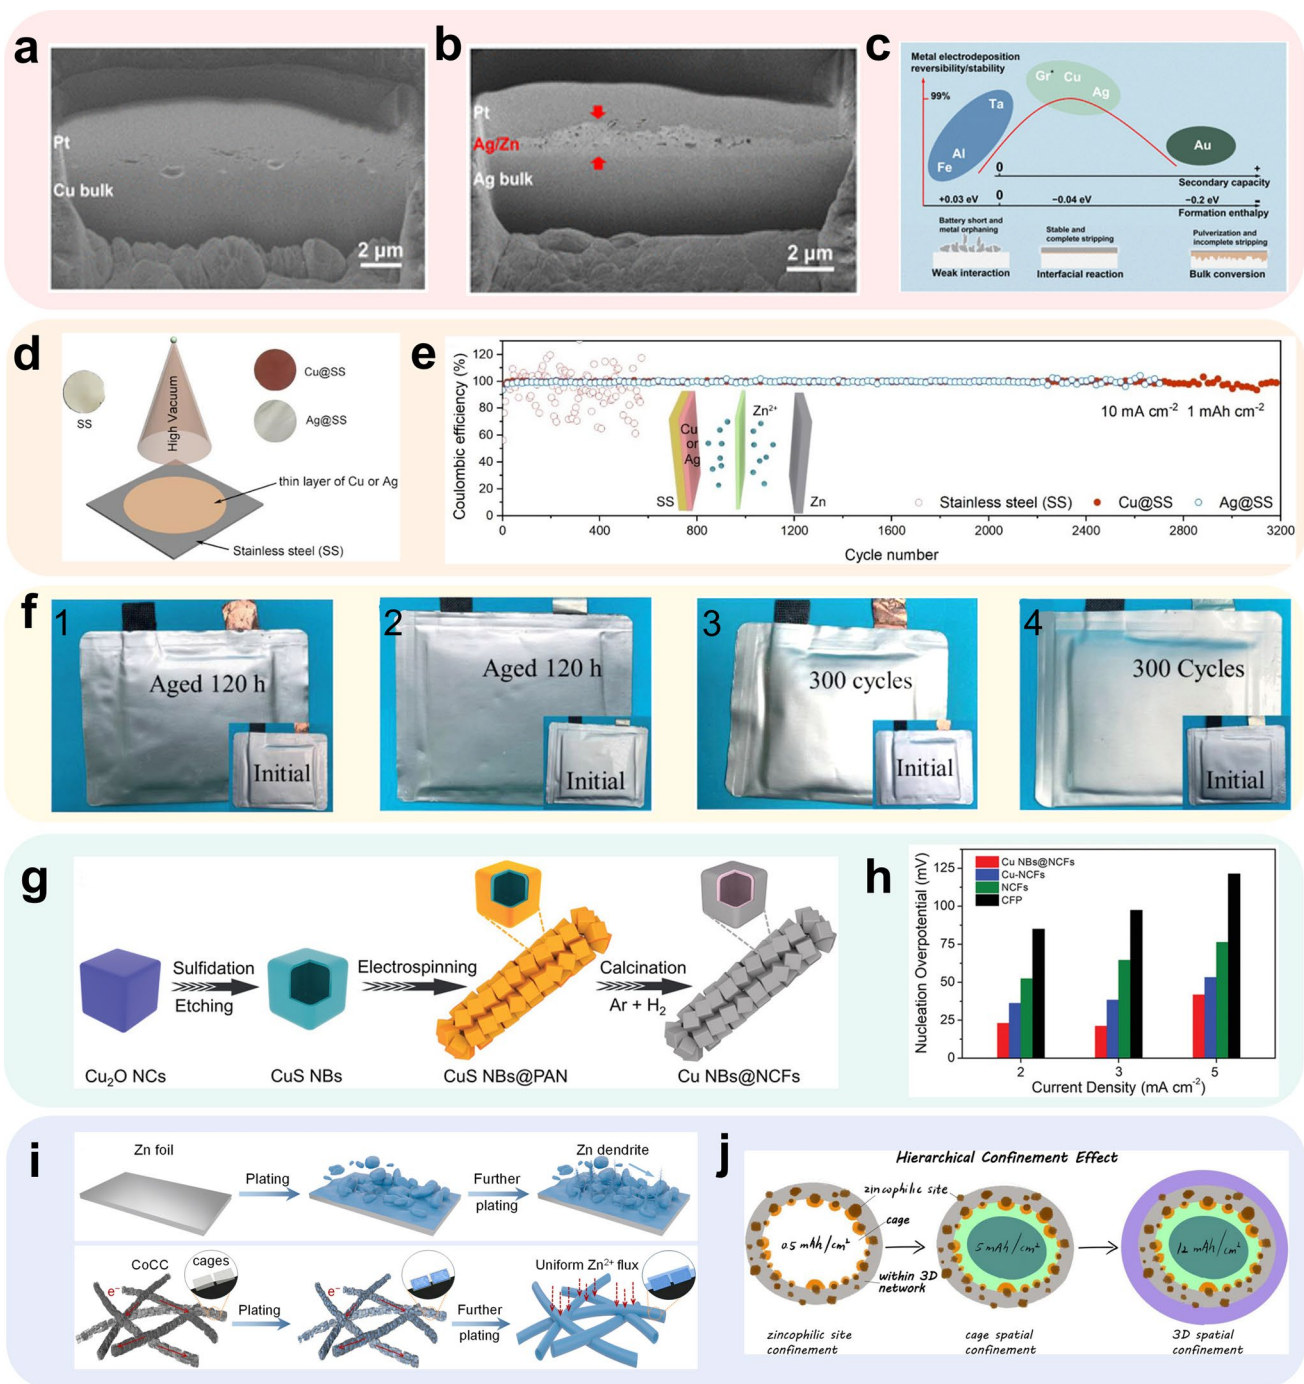 a
Pt
Cu bulk
2 μm
b
Pt
Ag/Zn
Ag bulk
2 μm
c
Metal electrodeposition
reversibility/stability
99%
Ta
Al
Fe
Gr* Cu
Ag
Au
0 +
Secondary capacity
+0.03 eV 0 −0.04 eV −0.2 eV −
Formation enthalpy
Battery short and
metal orphaning
Weak interaction
Stable and
complete stripping
Interfacial reaction
Pulverization and
incomplete stripping
Bulk conversion
d
SS
High Vacuum
Cu@SS
Ag@SS
thin layer of Cu or Ag
Stainless steel (SS)
e
Coulombic efficiency (%)
120
100
80
60
40
20
0
10 mA cm⁻² 1 mAh cm⁻²
Cu
or
Ag
Zn²⁺
SS
Zn
Stainless steel (SS) Cu@SS Ag@SS
0 400 800 1200 1600 2000 2400 2800 3200
Cycle number
f
1
Aged 120 h
Initial
2
Aged 120 h
Initial
3
300 cycles
Initial
4
300 Cycles
Initial
g
Sulfidation
Etching
Electrospinning
Calcination
Ar + H₂
Cu₂O NCs
CuS NBs
CuS NBs@PAN
Cu NBs@NCFs
h
Nucleation Overpotential (mV)
125
100
75
50
25
0
Cu NBs@NCFs
Cu-NCFs
NCFs
CFP
2 3 5
Current Density (mA cm⁻²)
i
Zn foil
Plating
Further
plating
Zn dendrite
CoCC
cages
e⁻
Plating
e⁻
Further
plating
Uniform Zn²⁺ flux
j
Hierarchical Confinement Effect
zincophilic site
cage
within 3D
network
0.5 mAh/cm²
5 mAh/cm²
12 mAh/cm²
zincophilic site
confinement
cage spatial
confinement
3D spatial
confinement